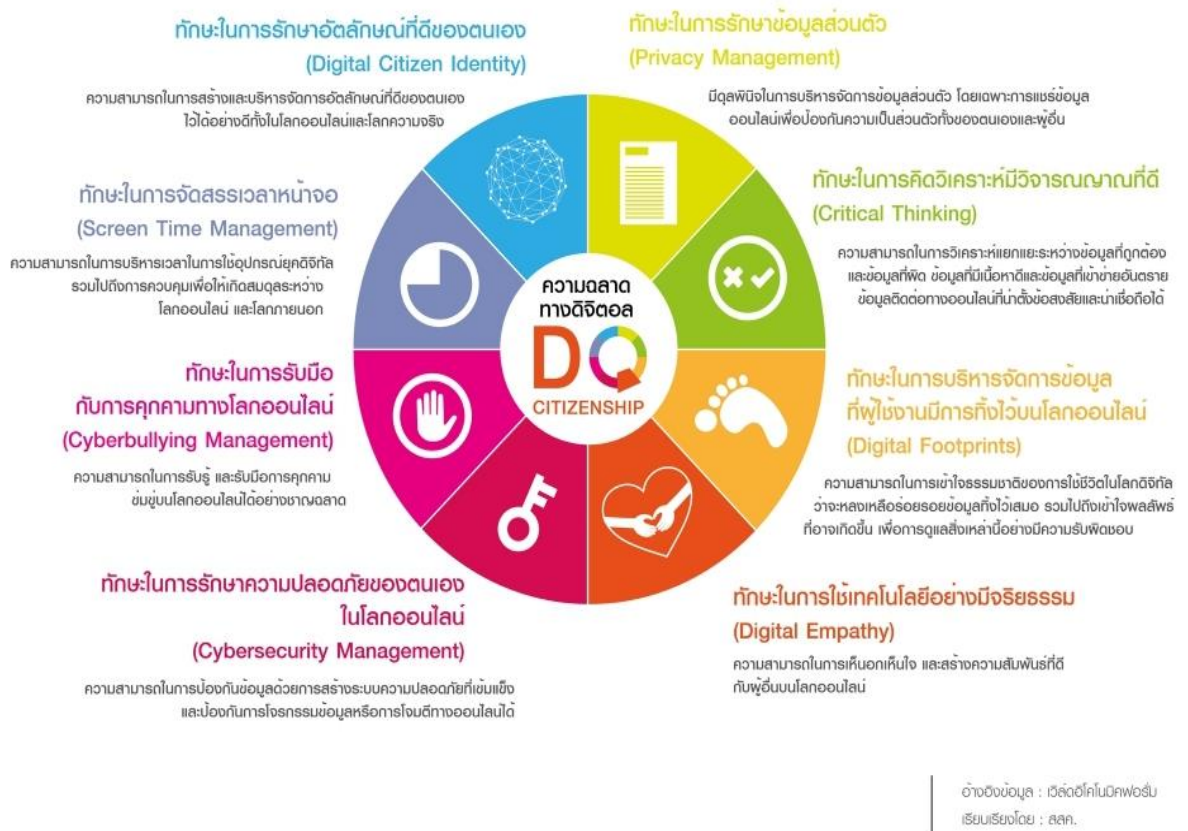 ทักษะในการรักษาอัตลักษณ์ที่ดีของตนเอง
(Digital Citizen Identity)
ความสามารถในการสร้างและบริหารจัดการอัตลักษณ์ที่ดีของตนเอง
ไว้ได้อย่างดีทั้งในโลกออนไลน์และโลกความจริง
ทักษะในการรักษาข้อมูลส่วนตัว
(Privacy Management)
มีดุลพินิจในการบริหารจัดการข้อมูลส่วนตัว โดยเฉพาะการแชร์ข้อมูล
ออนไลน์เพื่อป้องกันความเป็นส่วนตัวทั้งของตนเองและผู้อื่น
ทักษะในการจัดสรรเวลาหน้าจอ
(Screen Time Management)
ความสามารถในการบริหารเวลาในการใช้อุปกรณ์ยุคดิจิทัล
รวมไปถึงการควบคุมเพื่อให้เกิดสมดุลระหว่าง
โลกออนไลน์ และโลกภายนอก
ทักษะในการคิดวิเคราะห์มีวิจารณญาณที่ดี
(Critical Thinking)
ความสามารถในการวิเคราะห์แยกแยะระหว่างข้อมูลที่ถูกต้อง
และข้อมูลที่ผิด ข้อมูลที่มีเนื้อหาดีและข้อมูลที่เข้าข่ายอันตราย
ข้อมูลติดต่อทางออนไลน์ที่น่าตั้งข้อสงสัยและน่าเชื่อถือได้
ความฉลาด
ทางดิจิตอล
DQ
CITIZENSHIP
ทักษะในการรับมือ
กับการคุกคามทางโลกออนไลน์
(Cyberbullying Management)
ความสามารถในการรับรู้ และรับมือการคุกคาม
ข่มขู่บนโลกออนไลน์ได้อย่างชาญฉลาด
ทักษะในการบริหารจัดการข้อมูล
ที่ผู้ใช้งานมีการทิ้งไว้บนโลกออนไลน์
(Digital Footprints)
ความสามารถในการเข้าใจธรรมชาติของการใช้ชีวิตในโลกดิจิทัล
ว่าจะหลงเหลือร่อยรอยข้อมูลทิ้งไว้เสมอ รวมไปถึงเข้าใจผลลัพธ์
ที่อาจเกิดขึ้น เพื่อการดูแลสิ่งเหล่านี้อย่างมีความรับผิดชอบ
ทักษะในการรักษาความปลอดภัยของตนเอง
ในโลกออนไลน์
(Cybersecurity Management)
ความสามารถในการป้องกันข้อมูลด้วยการสร้างระบบความปลอดภัยที่เข้มแข็ง
และป้องกันการโจรกรรมข้อมูลหรือการโจมตีทางออนไลน์ได้
ทักษะในการใช้เทคโนโลยีอย่างมีจริยธรรม
(Digital Empathy)
ความสามารถในการเห็นอกเห็นใจ และสร้างความสัมพันธ์ที่ดี
กับผู้อื่นบนโลกออนไลน์
อ้างอิงข้อมูล : เวิล์ดอีโคโนมิคฟอรั่ม
เรียบเรียงโดย : สสค.